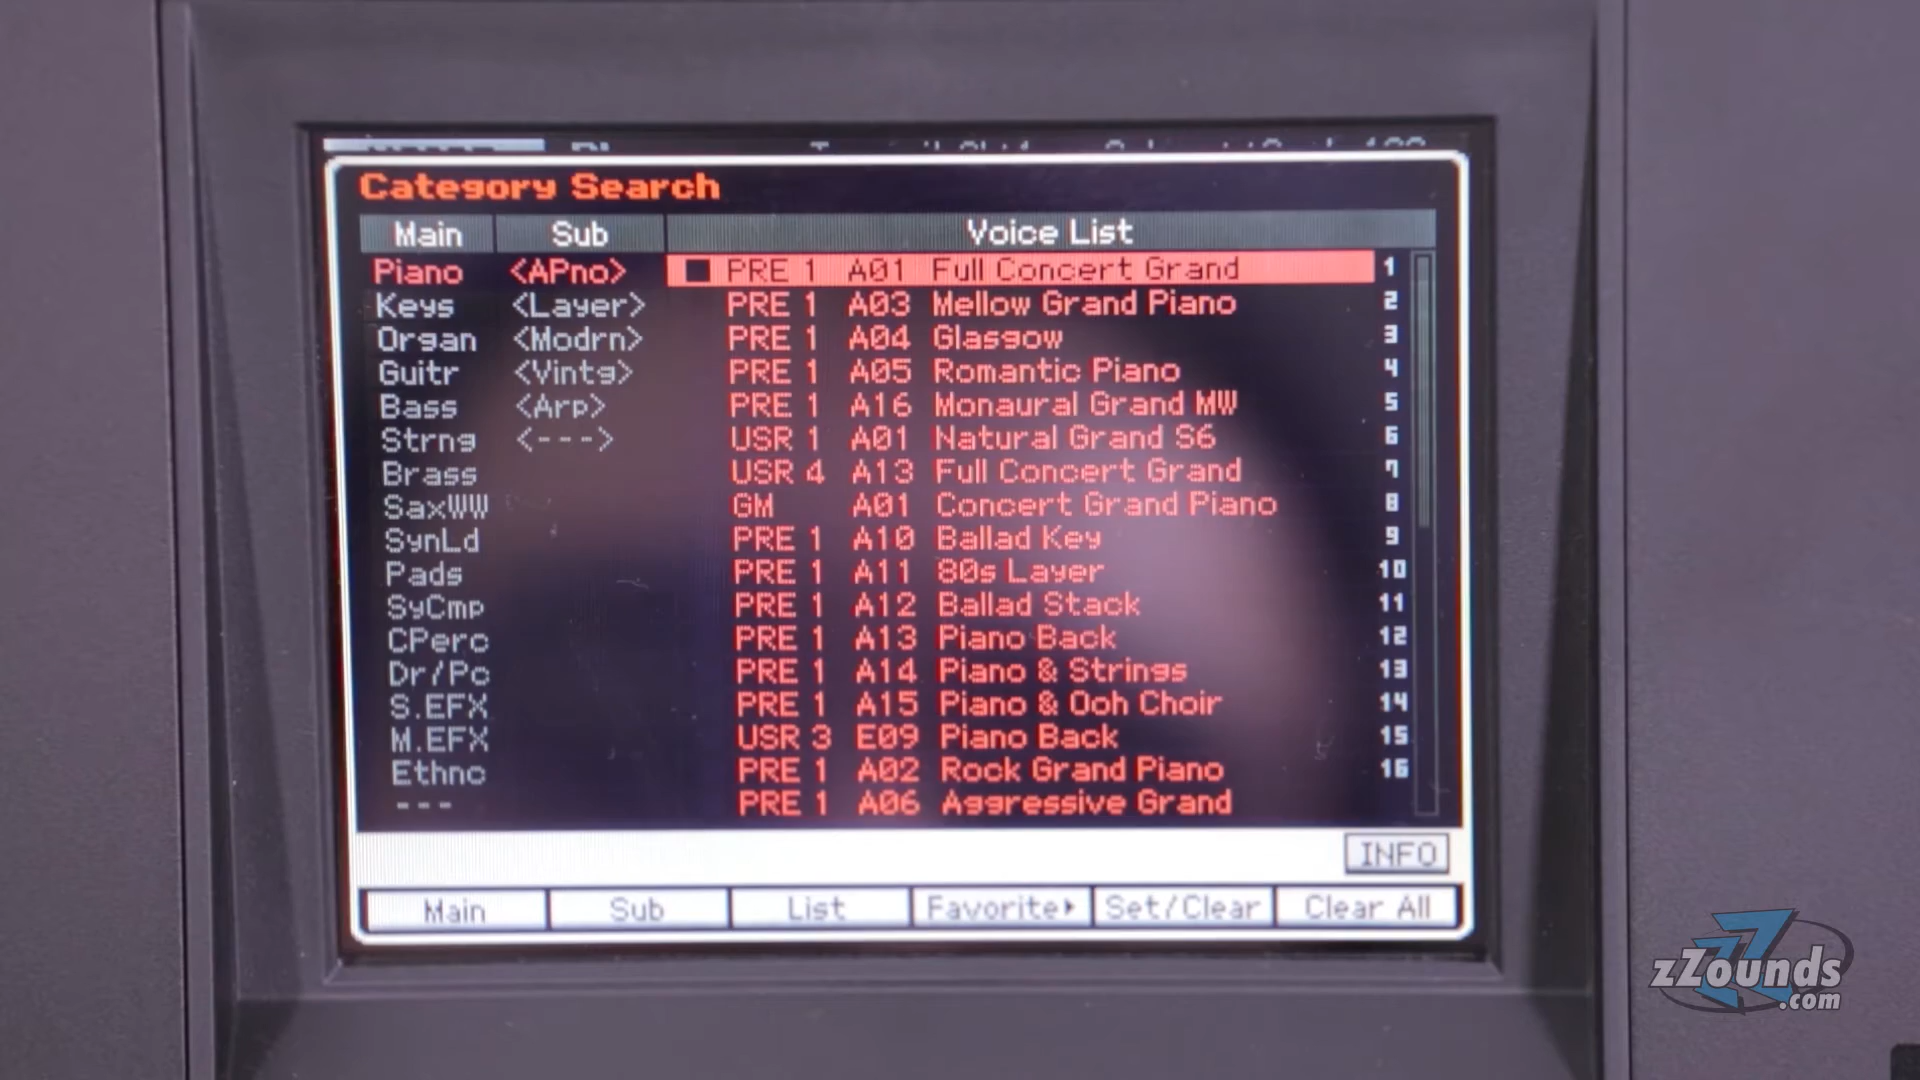 Category Search
Main Sub Voice List
Piano <APno> PRE 1 A01 Full Concert Grand 1
Keys <Layer> PRE 1 A03 Mellow Grand Piano 2
Organ <Modrn> PRE 1 A04 Glasgow 3
Guitr <Vintg> PRE 1 A05 Romantic Piano 4
Bass <Arp> PRE 1 A16 Monaural Grand MW 5
Strng <---> USR 1 A01 Natural Grand S6 6
Brass USR 4 A13 Full Concert Grand 7
SaxWW GM A01 Concert Grand Piano 8
SynLd PRE 1 A10 Ballad Key 9
Pads PRE 1 A11 80s Layer 10
SyCmp PRE 1 A12 Ballad Stack 11
CPerc PRE 1 A13 Piano Back 12
Dr/Pc PRE 1 A14 Piano & Strings 13
S.EFX PRE 1 A15 Piano & Ooh Choir 14
M.EFX USR 3 E09 Piano Back 15
Ethnc PRE 1 A02 Rock Grand Piano 16
--- PRE 1 A06 Aggressive Grand
INFO
Main Sub List Favorite Set/Clear Clear All
zZounds
.com